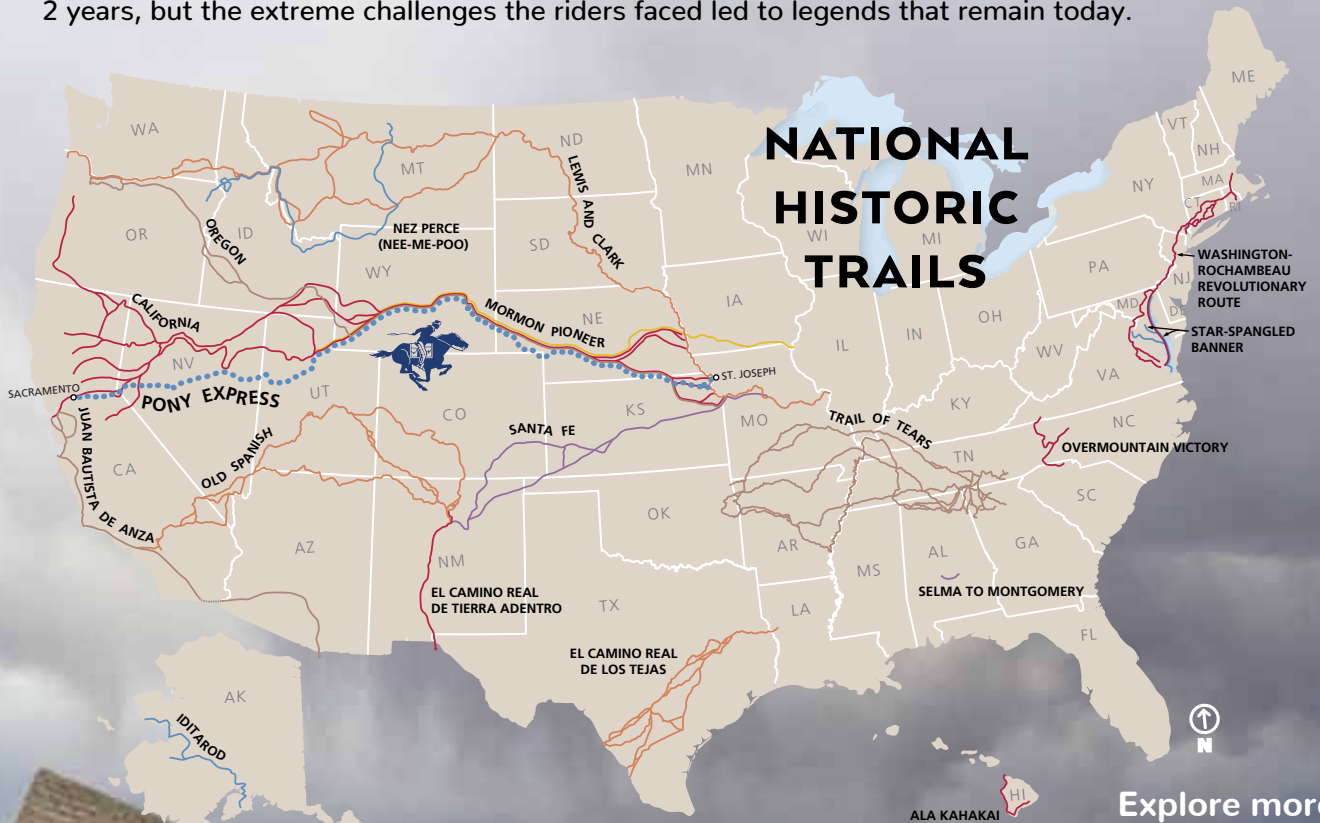 2 years, but the extreme challenges the riders faced led to legends that remain today.
NATIONAL
HISTORIC
TRAILS
WA
OR
ID
MT
ND
MN
WI
MI
NY
VT
NH
ME
MA
CT
RI
PA
NJ
MD
DE
SD
WY
NE
IA
IL
IN
OH
WV
VA
NV
UT
CO
KS
MO
KY
NC
TN
SC
CA
AZ
NM
OK
AR
MS
AL
GA
TX
LA
FL
AK
HI
LEWIS AND CLARK
NEZ PERCE
(NEE-ME-POO)
OREGON
CALIFORNIA
MORMON PIONEER
WASHINGTON-
ROCHAMBEAU
REVOLUTIONARY
ROUTE
STAR-SPANGLED
BANNER
SACRAMENTO
PONY EXPRESS
ST. JOSEPH
JUAN BAUTISTA DE ANZA
OLD SPANISH
SANTA FE
TRAIL OF TEARS
OVERMOUNTAIN VICTORY
EL CAMINO REAL
DE TIERRA ADENTRO
SELMA TO MONTGOMERY
EL CAMINO REAL
DE LOS TEJAS
IDITAROD
ALA KAHAKAI
N
Explore more